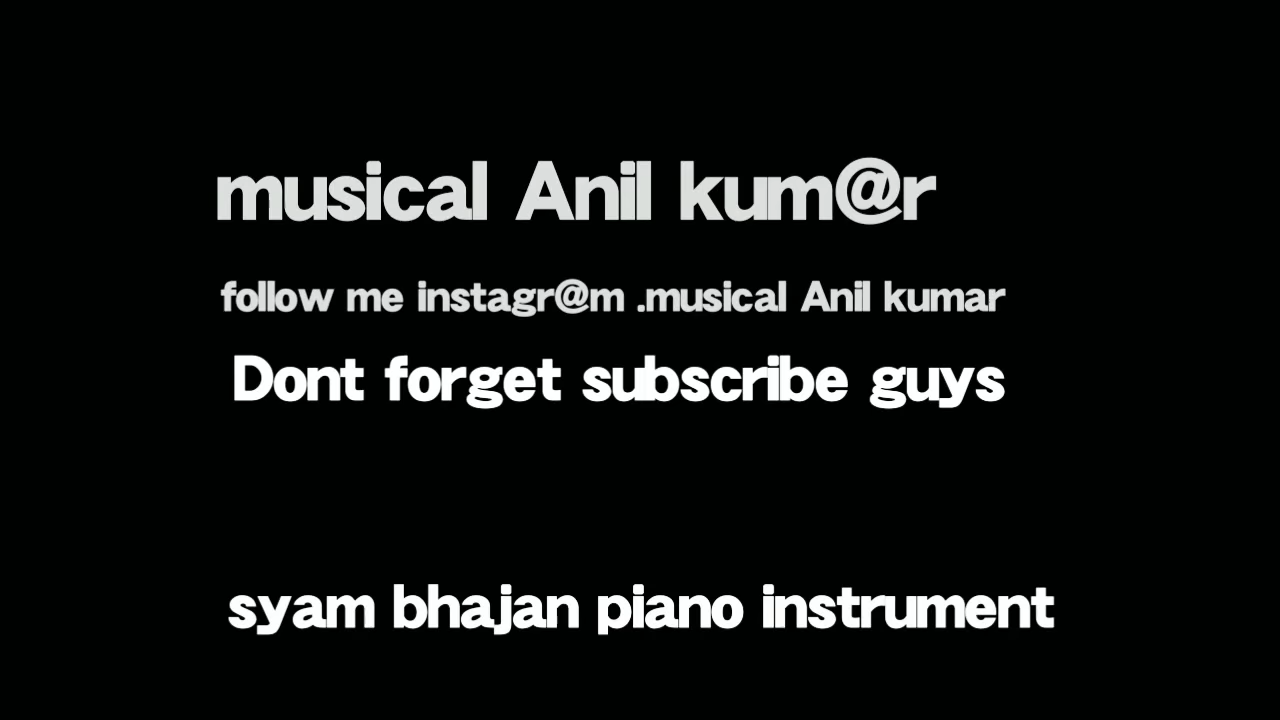 musical Anil kum@r
follow me instagr@m .musical Anil kumar
Dont forget subscribe guys
syam bhajan piano instrument